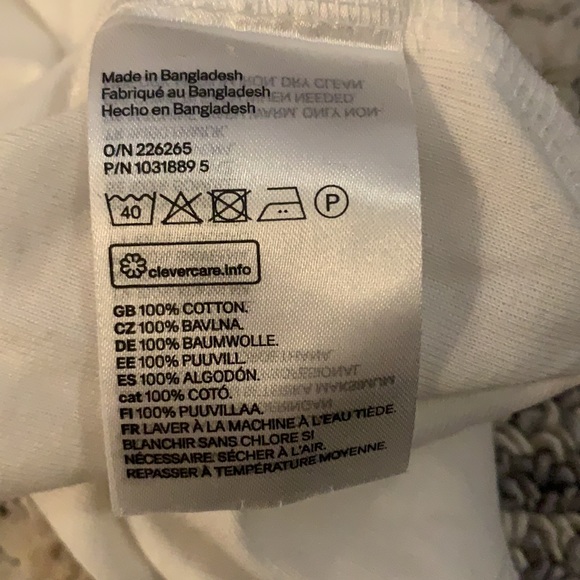 Made in Bangladesh
Fabriqué au Bangladesh
Hecho en Bangladesh
O/N 226265
P/N 1031889 5
40
P
clevercare.info
GB 100% COTTON.
CZ 100% BAVLNA.
DE 100% BAUMWOLLE.
EE 100% PUUVILL.
ES 100% ALGODÓN.
cat 100% COTÓ.
FI 100% PUUVILLAA.
FR LAVER À LA MACHINE À L'EAU TIÈDE.
BLANCHIR SANS CHLORE SI
NÉCESSAIRE. SÉCHER À L'AIR.
REPASSER À TEMPÉRATURE MOYENNE.